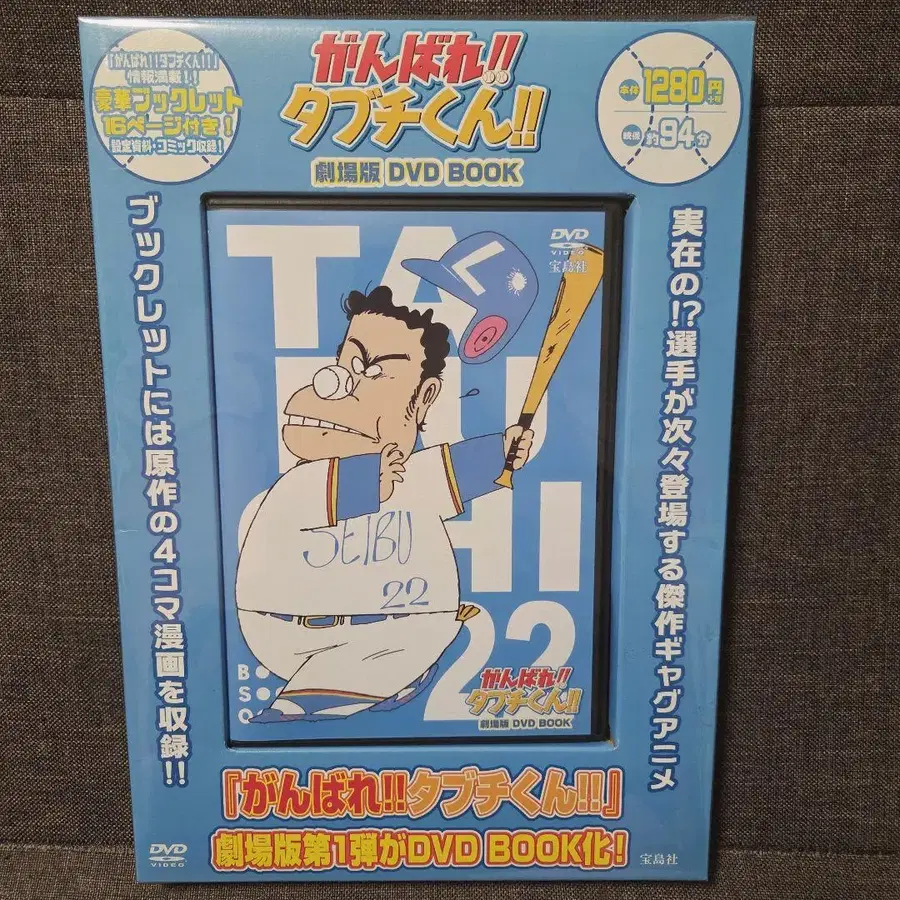 「がんばれ!!タブチくん!!」
情報満載!!
豪華ブックレット
16ページ付き!
設定資料・コミック収録!
がんばれ!!
タブチくん!!
劇場版 DVD BOOK
本体 1280円+税
映像 約94分
ブックレットには原作の4コマ漫画を収録!!
実在の!?選手が次々登場する傑作ギャグアニメ
TA
BU
CHI
22
DVD
VIDEO
宝島社
L
SEIBU
22
B
S
O
がんばれ!!
タブチくん!!
劇場版 DVD BOOK
『がんばれ!!タブチくん!!』
劇場版第1弾がDVD BOOK化!
DVD
VIDEO
宝島社